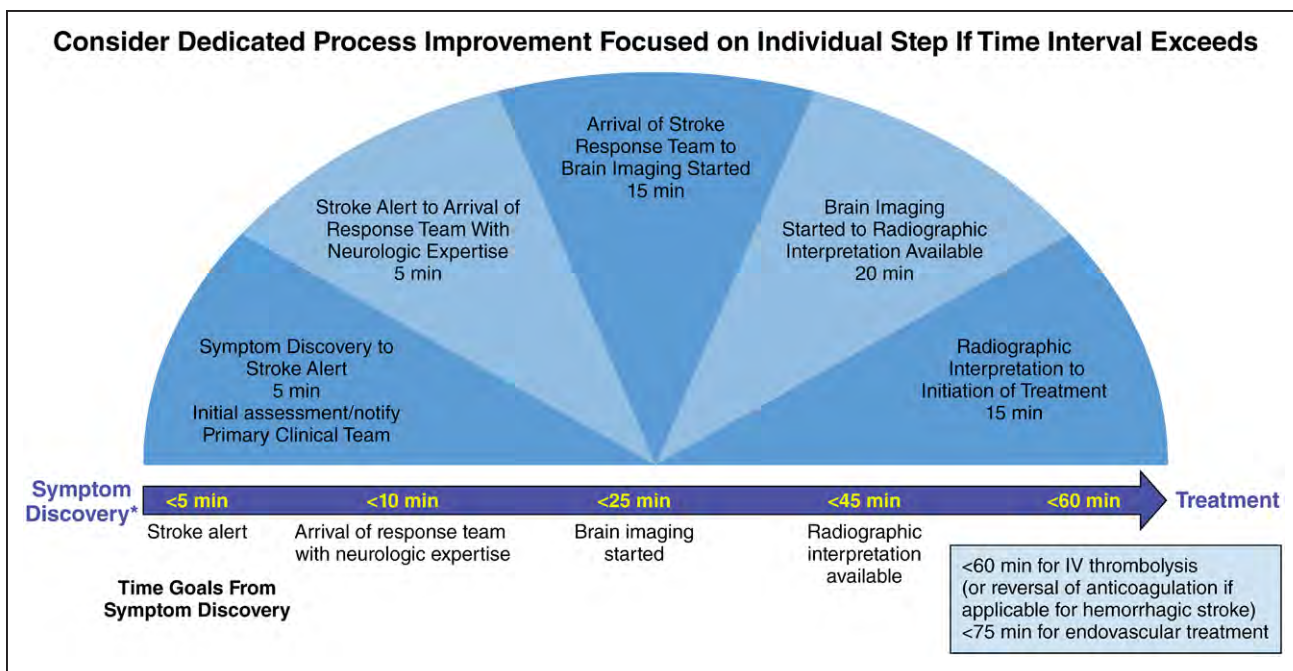 Consider Dedicated Process Improvement Focused on Individual Step If Time Interval Exceeds
Symptom Discovery to
Stroke Alert
5 min
Initial assessment/notify
Primary Clinical Team
Stroke Alert to Arrival of
Response Team With
Neurologic Expertise
5 min
Arrival of Stroke
Response Team to
Brain Imaging Started
15 min
Brain Imaging
Started to Radiographic
Interpretation Available
20 min
Radiographic
Interpretation to
Initiation of Treatment
15 min
Symptom
Discovery*
<5 min
<10 min
<25 min
<45 min
<60 min
Treatment
Stroke alert
Arrival of response team
with neurologic expertise
Brain imaging
started
Radiographic
interpretation
available
Time Goals From
Symptom Discovery
<60 min for IV thrombolysis
(or reversal of anticoagulation if
applicable for hemorrhagic stroke)
<75 min for endovascular treatment